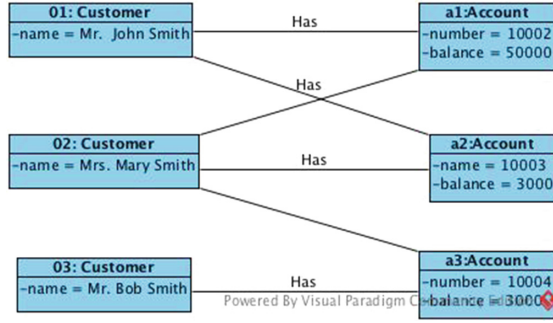 01: Customer
-name = Mr. John Smith
Has
a1:Account
-number = 10002
-balance = 50000
Has
02: Customer
-name = Mrs. Mary Smith
Has
a2:Account
-name = 10003
-balance = 3000
03: Customer
-name = Mr. Bob Smith
Has
a3:Account
-number = 10004
-balance =
Powered By Visual Paradigm Community